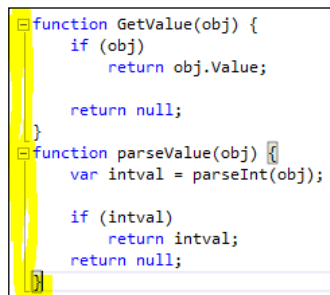 function GetValue(obj) {
if (obj)
return obj.Value;
return null;
}
function parseValue(obj) {
var intval = parseInt(obj);
if (intval)
return intval;
return null;
}